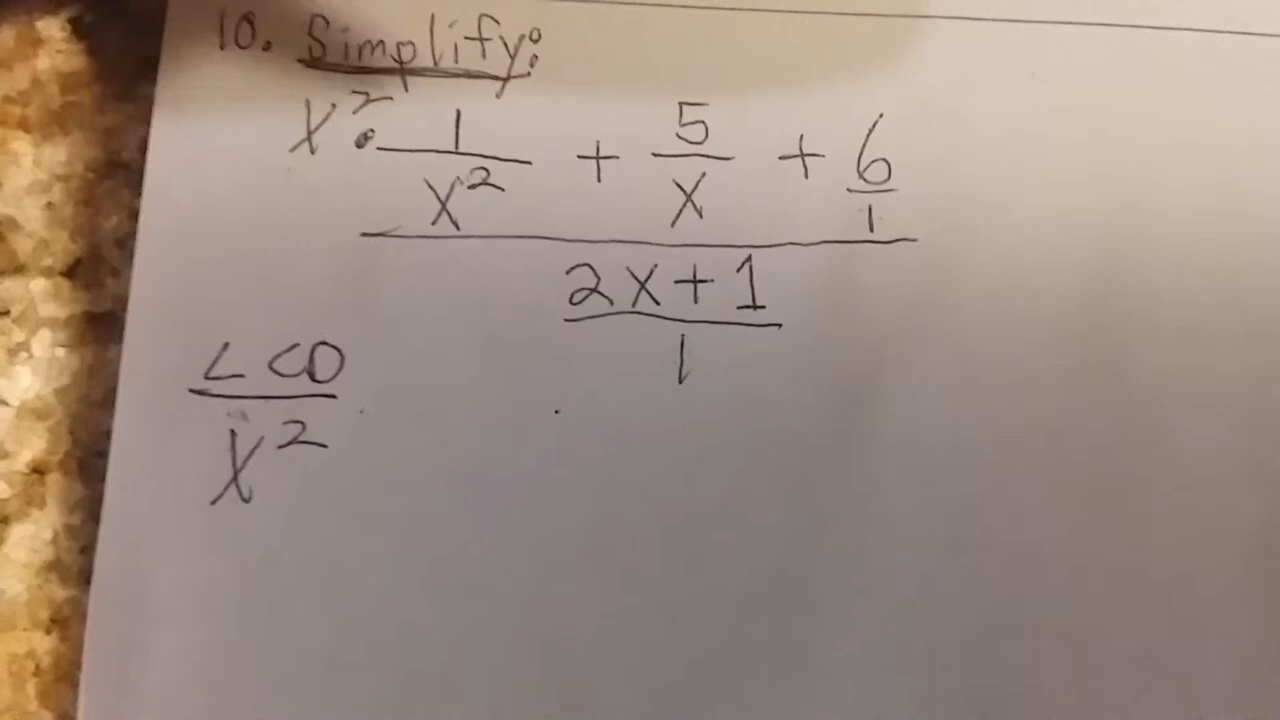 10. Simplify:
x² · 1/x² + 5/x + 6/1
2x + 1
1
LCD
x²